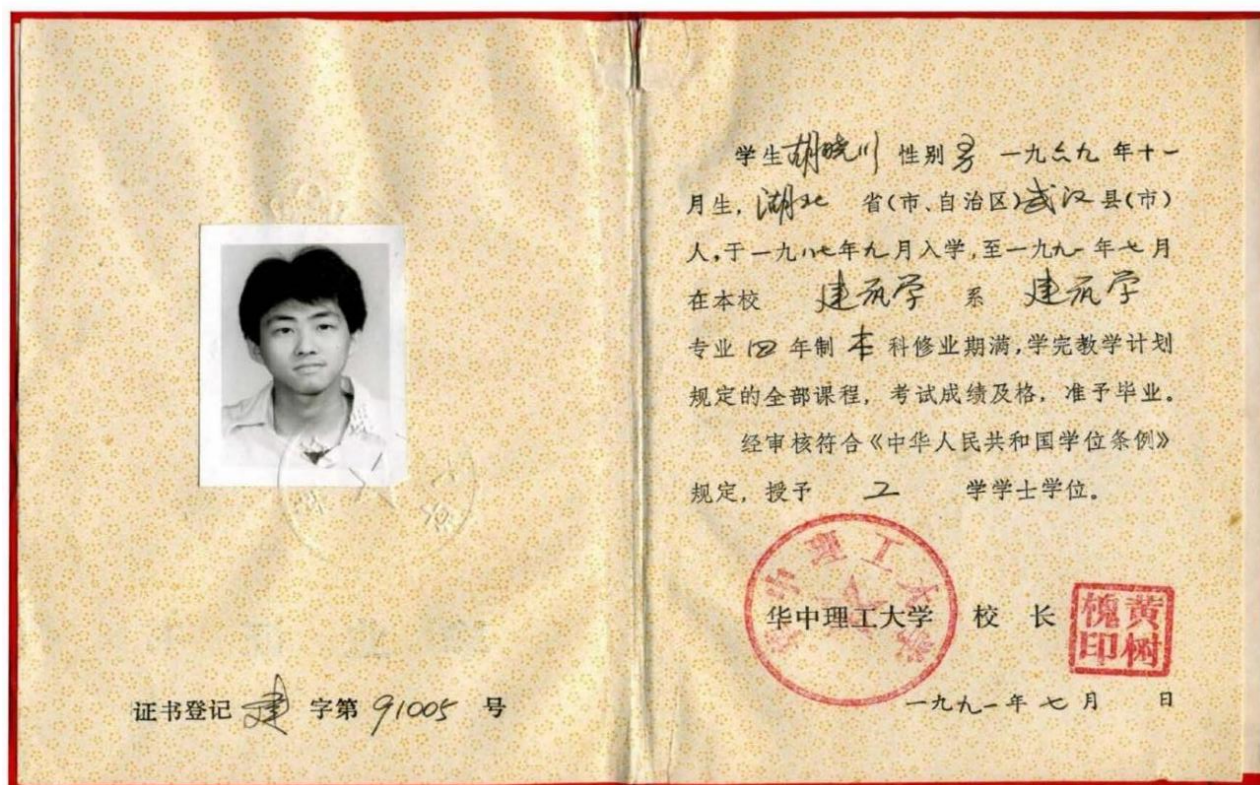 证书登记 建 字第 91005 号
学生胡晓川 性别 男 一九六九年十一
月生,湖北 省(市、自治区)武汉县(市)
人,于一九八七年九月入学,至一九九一年七月
在本校 建筑学 系 建筑学
专业 四 年制 本 科修业期满,学完教学计划
规定的全部课程,考试成绩及格,准予毕业。
经审核符合《中华人民共和国学位条例》
规定,授予 工 学学士学位。
华中理工大学
华中理工大学 校 长
黄树槐印
一九九一年 七 月 日